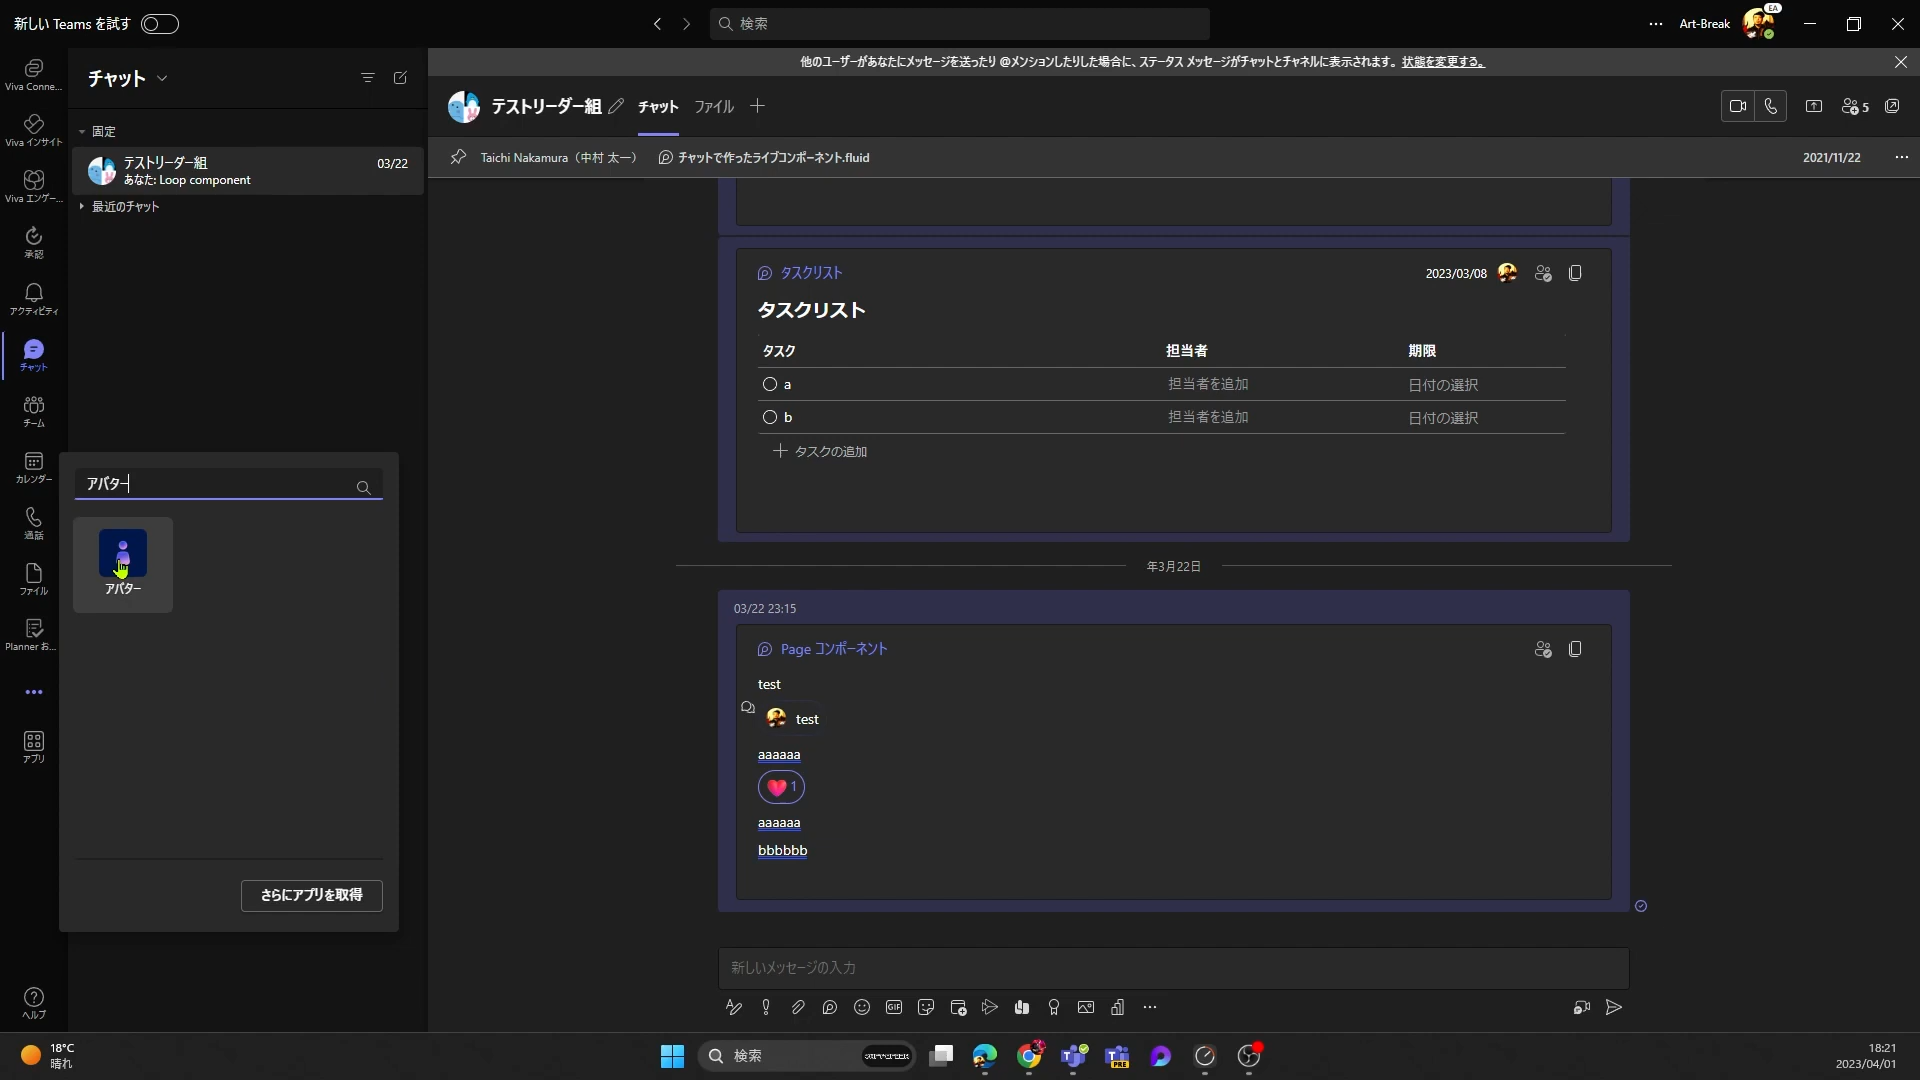 新しい Teams を試す
検索
Art-Break
EA
他のユーザーがあなたにメッセージを送ったり @メンションしたりした場合に、ステータス メッセージがチャットとチャネルに表示されます。状態を変更する。
Viva Conne...
Viva インサイト
Viva エンゲー...
承認
アクティビティ
チャット
チーム
カレンダー
通話
ファイル
Planner お...
アプリ
ヘルプ
チャット
固定
テストリーダー組
03/22
あなた: Loop component
最近のチャット
アバター
アバター
さらにアプリを取得
テストリーダー組
チャット
ファイル
5
Taichi Nakamura（中村 太一）
チャットで作ったライブコンポーネント.fluid
2021/11/22
タスクリスト
2023/03/08
タスクリスト
タスク
担当者
期限
a
担当者を追加
日付の選択
b
担当者を追加
日付の選択
タスクの追加
年3月22日
03/22 23:15
Page コンポーネント
test
test
aaaaaa
1
aaaaaa
bbbbbb
新しいメッセージの入力
GIF
18°C
晴れ
検索
PRE
18:21
2023/04/01